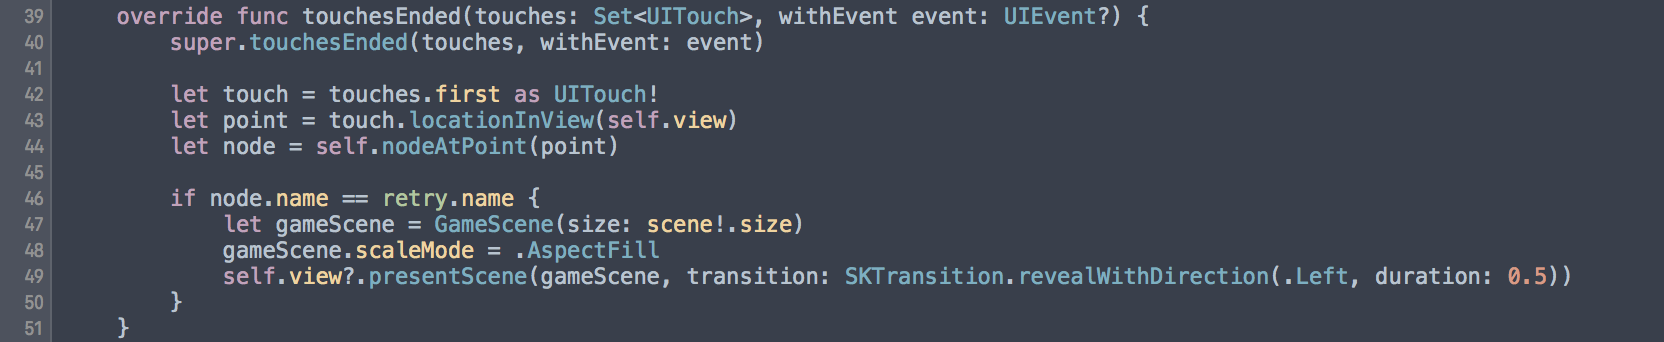 39 override func touchesEnded(touches: Set<UITouch>, withEvent event: UIEvent?) {
40 super.touchesEnded(touches, withEvent: event)
41
42 let touch = touches.first as UITouch!
43 let point = touch.locationInView(self.view)
44 let node = self.nodeAtPoint(point)
45
46 if node.name == retry.name {
47 let gameScene = GameScene(size: scene!.size)
48 gameScene.scaleMode = .AspectFill
49 self.view?.presentScene(gameScene, transition: SKTransition.revealWithDirection(.Left, duration: 0.5))
50 }
51 }